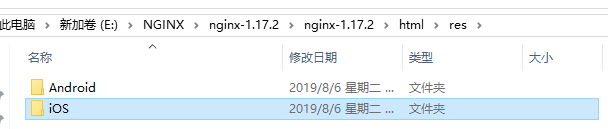 此电脑 > 新加卷 (E:) > NGINX > nginx-1.17.2 > nginx-1.17.2 > html > res >
名称 修改日期 类型 大小
Android 2019/8/6 星期二 ... 文件夹
iOS 2019/8/6 星期二 ... 文件夹